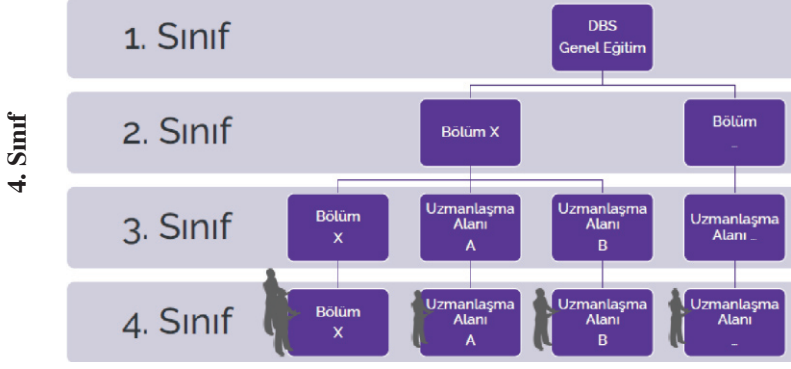 4. Sınıf
1. Sınıf
DBS
Genel Eğitim
2. Sınıf
Bölüm X
Bölüm
_
3. Sınıf
Bölüm
X
Uzmanlaşma
Alanı
A
Uzmanlaşma
Alanı
B
Uzmanlaşma
Alanı _
4. Sınıf
Bölüm
X
Uzmanlaşma
Alanı
A
Uzmanlaşma
Alanı
B
Uzmanlaşma
Alanı
_